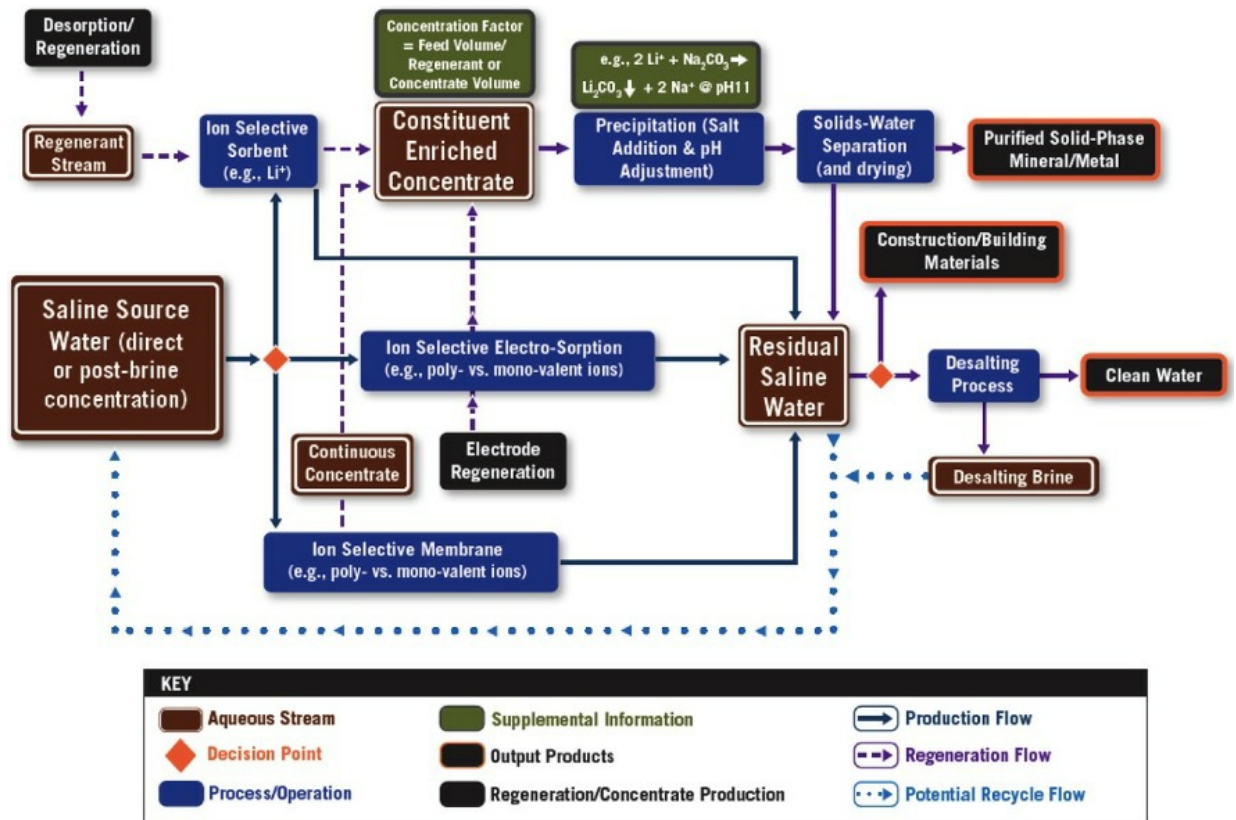 Desorption/
Regeneration
Concentration Factor
= Feed Volume/
Regenerant or
Concentrate Volume
e.g., 2 Li⁺ + Na₂CO₃➞
Li₂CO₃⬇ + 2 Na⁺ @ pH11
Regenerant
Stream
Ion Selective
Sorbent
(e.g., Li⁺)
Constituent
Enriched
Concentrate
Precipitation (Salt
Addition & pH
Adjustment)
Solids-Water
Separation
(and drying)
Purified Solid-Phase
Mineral/Metal
Construction/Building
Materials
Saline Source
Water (direct
or post-brine
concentration)
Ion Selective Electro-Sorption
(e.g., poly- vs. mono-valent ions)
Residual
Saline
Water
Desalting
Process
Clean Water
Continuous
Concentrate
Electrode
Regeneration
Desalting Brine
Ion Selective Membrane
(e.g., poly- vs. mono-valent ions)
KEY
Aqueous Stream
Supplemental Information
Production Flow
Decision Point
Output Products
Regeneration Flow
Process/Operation
Regeneration/Concentrate Production
Potential Recycle Flow